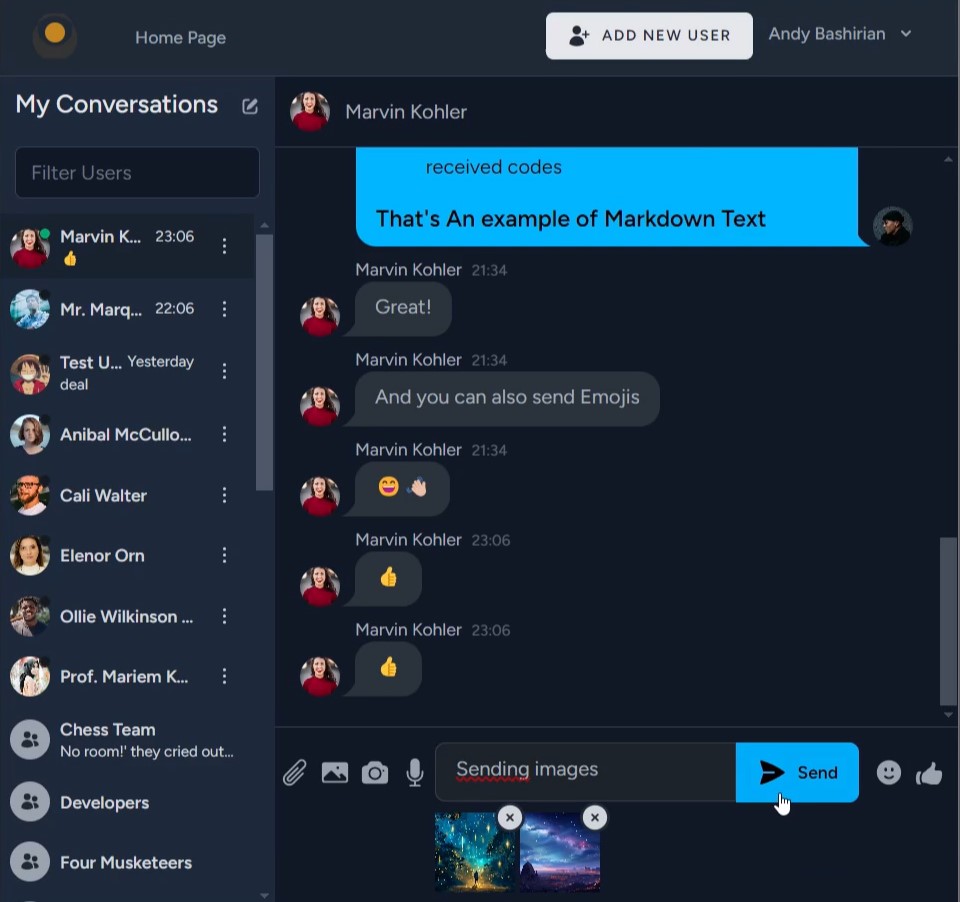 Home Page
ADD NEW USER
Andy Bashirian
My Conversations
Filter Users
Marvin K... 23:06
👍
Mr. Marq... 22:06
Test U... Yesterday
deal
Anibal McCullo...
Cali Walter
Elenor Orn
Ollie Wilkinson ...
Prof. Mariem K...
Chess Team
No room!' they cried out...
Developers
Four Musketeers
Marvin Kohler
received codes
That's An example of Markdown Text
Marvin Kohler 21:34
Great!
Marvin Kohler 21:34
And you can also send Emojis
Marvin Kohler 21:34
😄 👋🏻
Marvin Kohler 23:06
👍
Marvin Kohler 23:06
👍
Sending images
Send